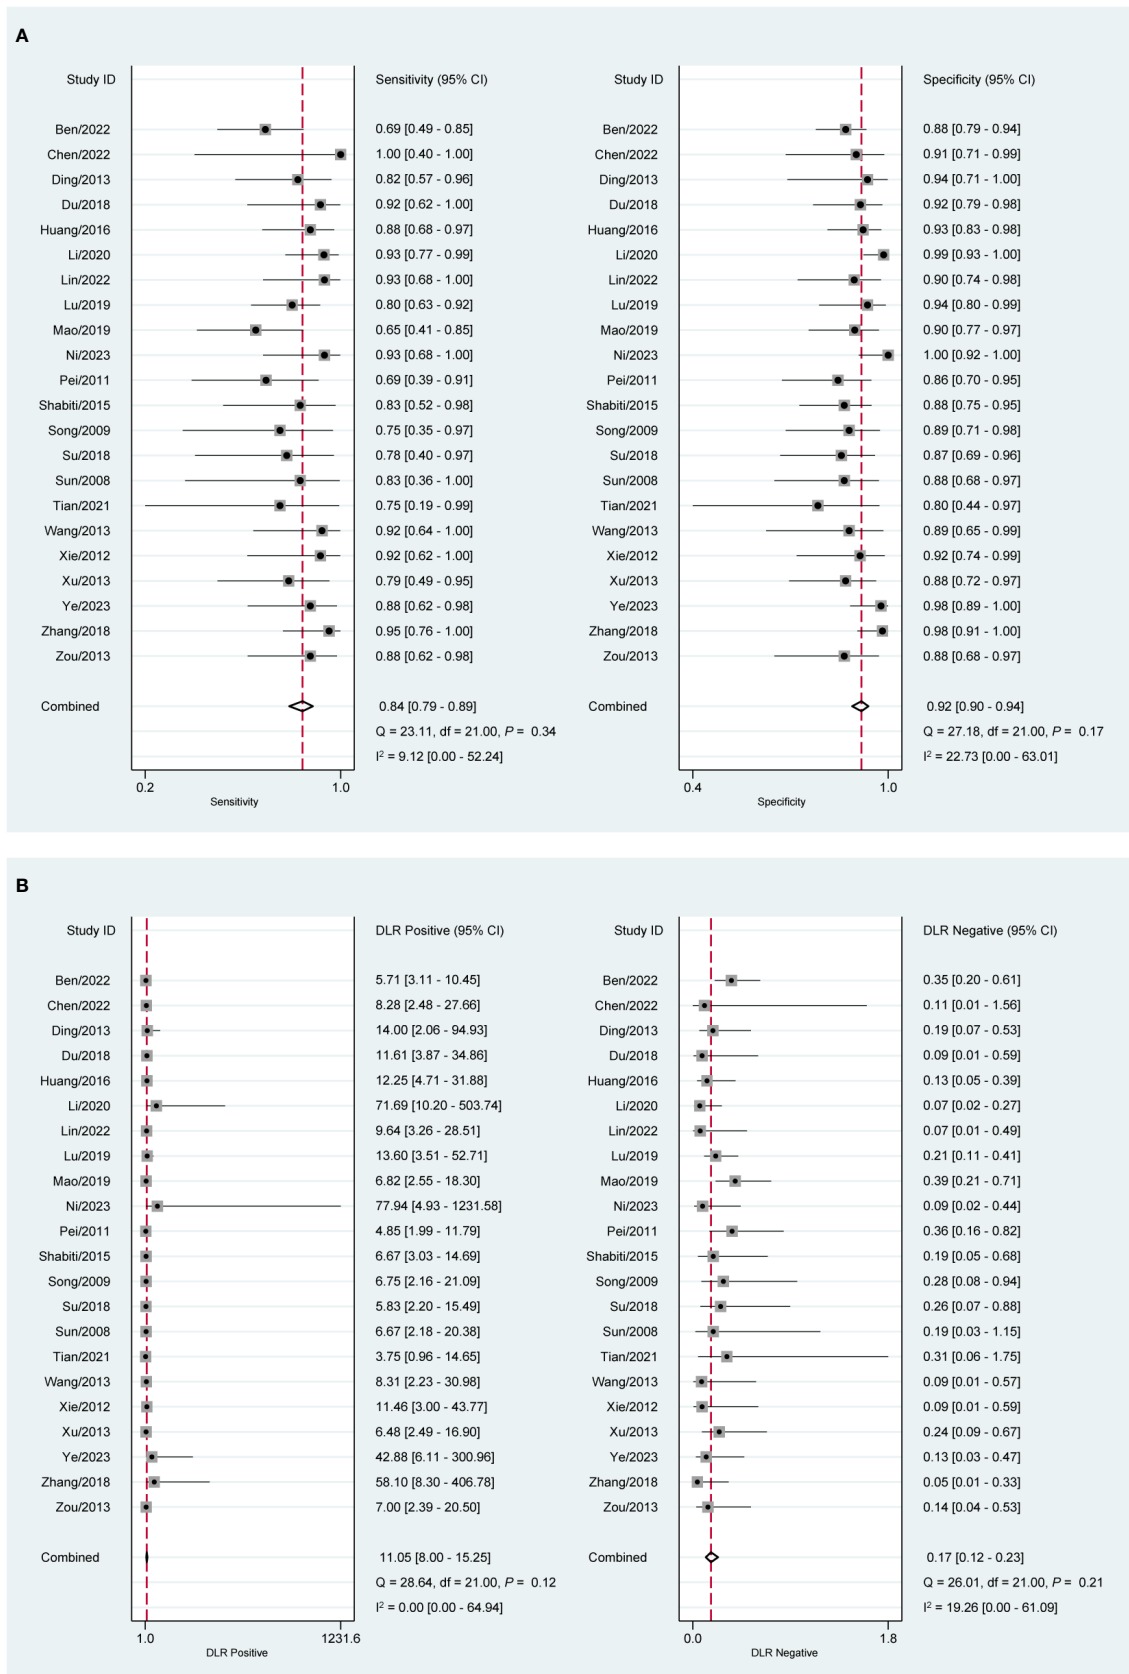 A
Study ID Sensitivity (95% CI)
Ben/2022 0.69 [0.49 - 0.85]
Chen/2022 1.00 [0.40 - 1.00]
Ding/2013 0.82 [0.57 - 0.96]
Du/2018 0.92 [0.62 - 1.00]
Huang/2016 0.88 [0.68 - 0.97]
Li/2020 0.93 [0.77 - 0.99]
Lin/2022 0.93 [0.68 - 1.00]
Lu/2019 0.80 [0.63 - 0.92]
Mao/2019 0.65 [0.41 - 0.85]
Ni/2023 0.93 [0.68 - 1.00]
Pei/2011 0.69 [0.39 - 0.91]
Shabiti/2015 0.83 [0.52 - 0.98]
Song/2009 0.75 [0.35 - 0.97]
Su/2018 0.78 [0.40 - 0.97]
Sun/2008 0.83 [0.36 - 1.00]
Tian/2021 0.75 [0.19 - 0.99]
Wang/2013 0.92 [0.64 - 1.00]
Xie/2012 0.92 [0.62 - 1.00]
Xu/2013 0.79 [0.49 - 0.95]
Ye/2023 0.88 [0.62 - 0.98]
Zhang/2018 0.95 [0.76 - 1.00]
Zou/2013 0.88 [0.62 - 0.98]
Combined 0.84 [0.79 - 0.89]
Q = 23.11, df = 21.00, P = 0.34
I² = 9.12 [0.00 - 52.24]
0.2 1.0
Sensitivity
Study ID Specificity (95% CI)
Ben/2022 0.88 [0.79 - 0.94]
Chen/2022 0.91 [0.71 - 0.99]
Ding/2013 0.94 [0.71 - 1.00]
Du/2018 0.92 [0.79 - 0.98]
Huang/2016 0.93 [0.83 - 0.98]
Li/2020 0.99 [0.93 - 1.00]
Lin/2022 0.90 [0.74 - 0.98]
Lu/2019 0.94 [0.80 - 0.99]
Mao/2019 0.90 [0.77 - 0.97]
Ni/2023 1.00 [0.92 - 1.00]
Pei/2011 0.86 [0.70 - 0.95]
Shabiti/2015 0.88 [0.75 - 0.95]
Song/2009 0.89 [0.71 - 0.98]
Su/2018 0.87 [0.69 - 0.96]
Sun/2008 0.88 [0.68 - 0.97]
Tian/2021 0.80 [0.44 - 0.97]
Wang/2013 0.89 [0.65 - 0.99]
Xie/2012 0.92 [0.74 - 0.99]
Xu/2013 0.88 [0.72 - 0.97]
Ye/2023 0.98 [0.89 - 1.00]
Zhang/2018 0.98 [0.91 - 1.00]
Zou/2013 0.88 [0.68 - 0.97]
Combined 0.92 [0.90 - 0.94]
Q = 27.18, df = 21.00, P = 0.17
I² = 22.73 [0.00 - 63.01]
0.4 1.0
Specificity
B
Study ID DLR Positive (95% CI)
Ben/2022 5.71 [3.11 - 10.45]
Chen/2022 8.28 [2.48 - 27.66]
Ding/2013 14.00 [2.06 - 94.93]
Du/2018 11.61 [3.87 - 34.86]
Huang/2016 12.25 [4.71 - 31.88]
Li/2020 71.69 [10.20 - 503.74]
Lin/2022 9.64 [3.26 - 28.51]
Lu/2019 13.60 [3.51 - 52.71]
Mao/2019 6.82 [2.55 - 18.30]
Ni/2023 77.94 [4.93 - 1231.58]
Pei/2011 4.85 [1.99 - 11.79]
Shabiti/2015 6.67 [3.03 - 14.69]
Song/2009 6.75 [2.16 - 21.09]
Su/2018 5.83 [2.20 - 15.49]
Sun/2008 6.67 [2.18 - 20.38]
Tian/2021 3.75 [0.96 - 14.65]
Wang/2013 8.31 [2.23 - 30.98]
Xie/2012 11.46 [3.00 - 43.77]
Xu/2013 6.48 [2.49 - 16.90]
Ye/2023 42.88 [6.11 - 300.96]
Zhang/2018 58.10 [8.30 - 406.78]
Zou/2013 7.00 [2.39 - 20.50]
Combined 11.05 [8.00 - 15.25]
Q = 28.64, df = 21.00, P = 0.12
I² = 0.00 [0.00 - 64.94]
1.0 1231.6
DLR Positive
Study ID DLR Negative (95% CI)
Ben/2022 0.35 [0.20 - 0.61]
Chen/2022 0.11 [0.01 - 1.56]
Ding/2013 0.19 [0.07 - 0.53]
Du/2018 0.09 [0.01 - 0.59]
Huang/2016 0.13 [0.05 - 0.39]
Li/2020 0.07 [0.02 - 0.27]
Lin/2022 0.07 [0.01 - 0.49]
Lu/2019 0.21 [0.11 - 0.41]
Mao/2019 0.39 [0.21 - 0.71]
Ni/2023 0.09 [0.02 - 0.44]
Pei/2011 0.36 [0.16 - 0.82]
Shabiti/2015 0.19 [0.05 - 0.68]
Song/2009 0.28 [0.08 - 0.94]
Su/2018 0.26 [0.07 - 0.88]
Sun/2008 0.19 [0.03 - 1.15]
Tian/2021 0.31 [0.06 - 1.75]
Wang/2013 0.09 [0.01 - 0.57]
Xie/2012 0.09 [0.01 - 0.59]
Xu/2013 0.24 [0.09 - 0.67]
Ye/2023 0.13 [0.03 - 0.47]
Zhang/2018 0.05 [0.01 - 0.33]
Zou/2013 0.14 [0.04 - 0.53]
Combined 0.17 [0.12 - 0.23]
Q = 26.01, df = 21.00, P = 0.21
I² = 19.26 [0.00 - 61.09]
0.0 1.8
DLR Negative